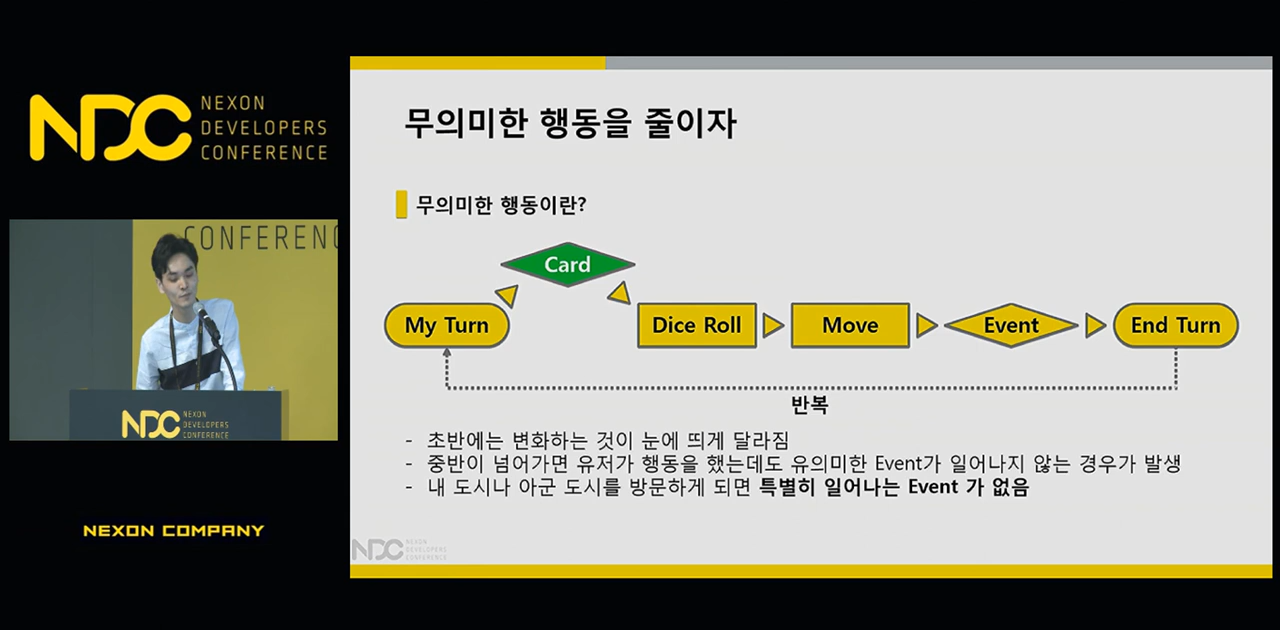 NDC NEXON
DEVELOPERS
CONFERENCE
CONFERENC
NDC NEXON
DEVELOPERS
CONFERENCE
NEXON COMPANY
무의미한 행동을 줄이자
무의미한 행동이란?
Card
My Turn
Dice Roll
Move
Event
End Turn
반복
- 초반에는 변화하는 것이 눈에 띄게 달라짐
- 중반이 넘어가면 유저가 행동을 했는데도 유의미한 Event가 일어나지 않는 경우가 발생
- 내 도시나 아군 도시를 방문하게 되면 특별히 일어나는 Event 가 없음
NDC NEXON
DEVELOPERS
CONFERENCE